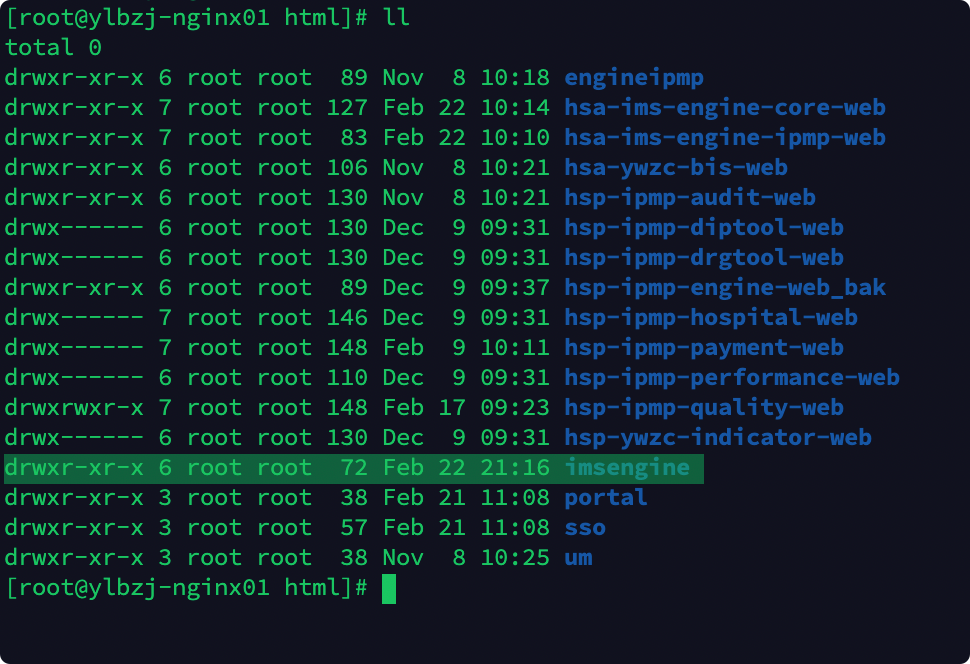 [root@ylbzj-nginx01 html]# ll
total 0
drwxr-xr-x 6 root root  89 Nov  8 10:18 engineipmp
drwxr-xr-x 7 root root 127 Feb 22 10:14 hsa-ims-engine-core-web
drwxr-xr-x 7 root root  83 Feb 22 10:10 hsa-ims-engine-ipmp-web
drwxr-xr-x 6 root root 106 Nov  8 10:21 hsa-ywzc-bis-web
drwxr-xr-x 6 root root 130 Nov  8 10:21 hsp-ipmp-audit-web
drwx------ 6 root root 130 Dec  9 09:31 hsp-ipmp-diptool-web
drwx------ 6 root root 130 Dec  9 09:31 hsp-ipmp-drgtool-web
drwxr-xr-x 6 root root  89 Dec  9 09:37 hsp-ipmp-engine-web_bak
drwx------ 7 root root 146 Dec  9 09:31 hsp-ipmp-hospital-web
drwx------ 7 root root 148 Feb  9 10:11 hsp-ipmp-payment-web
drwx------ 6 root root 110 Dec  9 09:31 hsp-ipmp-performance-web
drwxrwxr-x 7 root root 148 Feb 17 09:23 hsp-ipmp-quality-web
drwx------ 6 root root 130 Dec  9 09:31 hsp-ywzc-indicator-web
drwxr-xr-x 6 root root  72 Feb 22 21:16 imsengine
drwxr-xr-x 3 root root  38 Feb 21 11:08 portal
drwxr-xr-x 3 root root  57 Feb 21 11:08 sso
drwxr-xr-x 3 root root  38 Nov  8 10:25 um
[root@ylbzj-nginx01 html]#